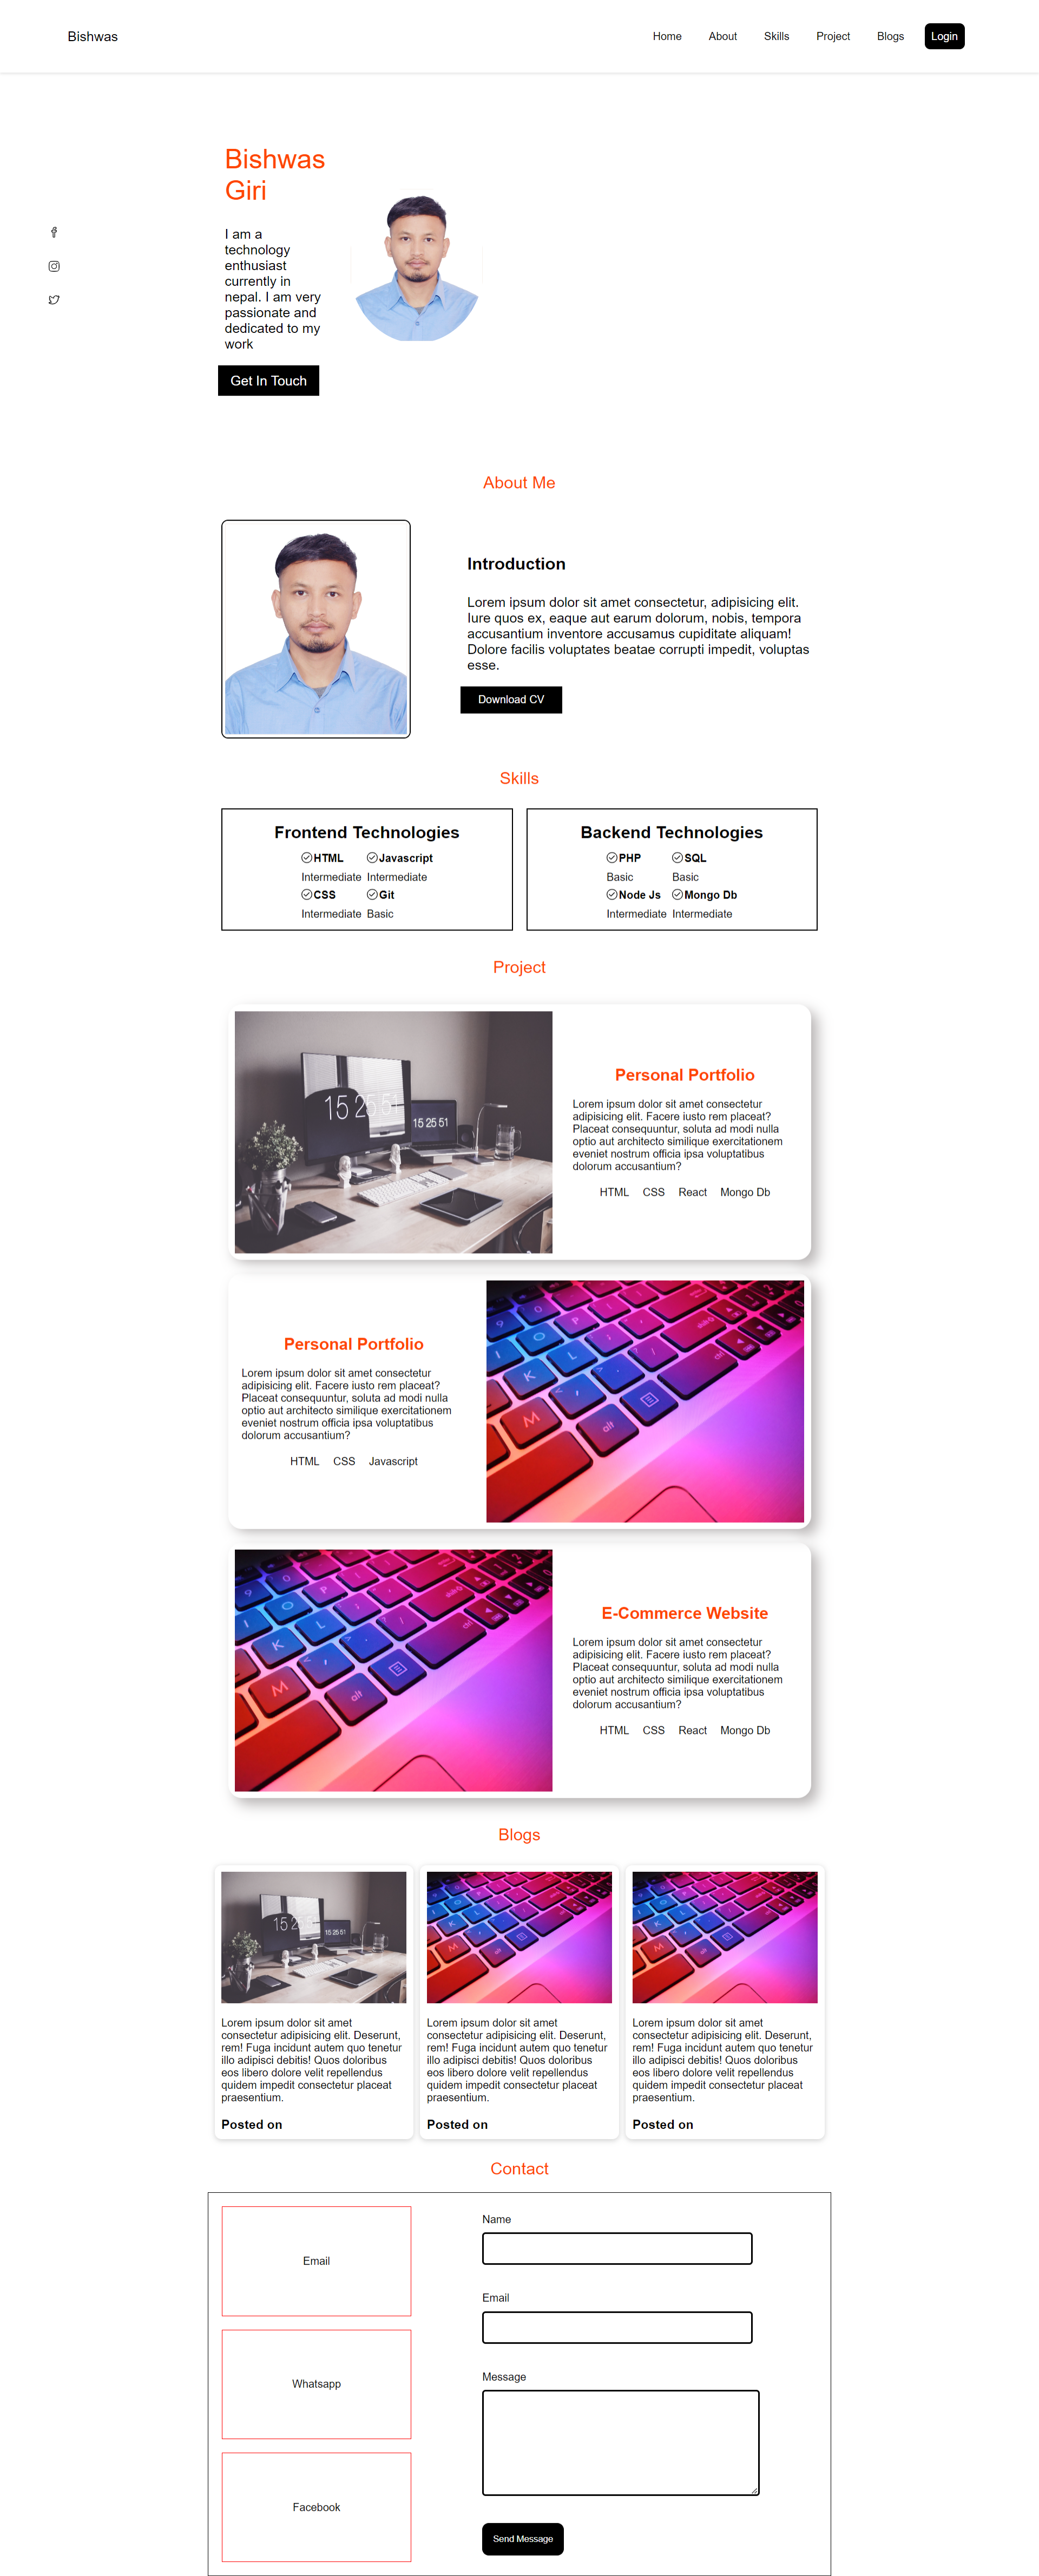 Bishwas
Home About Skills Project Blogs Login
Bishwas
Giri
I am a
technology
enthusiast
currently in
nepal. I am very
passionate and
dedicated to my
work
Get In Touch
About Me
Introduction
Lorem ipsum dolor sit amet consectetur, adipisicing elit.
Iure quos ex, eaque aut earum dolorum, nobis, tempora
accusantium inventore accusamus cupiditate aliquam!
Dolore facilis voluptates beatae corrupti impedit, voluptas
esse.
Download CV
Skills
Frontend Technologies
HTML Javascript
Intermediate Intermediate
CSS Git
Intermediate Basic
Backend Technologies
PHP SQL
Basic Basic
Node Js Mongo Db
Intermediate Intermediate
Project
15 25 51
15 25 51
Personal Portfolio
Lorem ipsum dolor sit amet consectetur
adipisicing elit. Facere iusto rem placeat?
Placeat consequuntur, soluta ad modi nulla
optio aut architecto similique exercitationem
eveniet nostrum officia ipsa voluptatibus
dolorum accusantium?
HTML CSS React Mongo Db
Personal Portfolio
Lorem ipsum dolor sit amet consectetur
adipisicing elit. Facere iusto rem placeat?
Placeat consequuntur, soluta ad modi nulla
optio aut architecto similique exercitationem
eveniet nostrum officia ipsa voluptatibus
dolorum accusantium?
HTML CSS Javascript
E-Commerce Website
Lorem ipsum dolor sit amet consectetur
adipisicing elit. Facere iusto rem placeat?
Placeat consequuntur, soluta ad modi nulla
optio aut architecto similique exercitationem
eveniet nostrum officia ipsa voluptatibus
dolorum accusantium?
HTML CSS React Mongo Db
Blogs
15 25 51
Lorem ipsum dolor sit amet
consectetur adipisicing elit. Deserunt,
rem! Fuga incidunt autem quo tenetur
illo adipisci debitis! Quos doloribus
eos libero dolore velit repellendus
quidem impedit consectetur placeat
praesentium.
Posted on
Lorem ipsum dolor sit amet
consectetur adipisicing elit. Deserunt,
rem! Fuga incidunt autem quo tenetur
illo adipisci debitis! Quos doloribus
eos libero dolore velit repellendus
quidem impedit consectetur placeat
praesentium.
Posted on
Lorem ipsum dolor sit amet
consectetur adipisicing elit. Deserunt,
rem! Fuga incidunt autem quo tenetur
illo adipisci debitis! Quos doloribus
eos libero dolore velit repellendus
quidem impedit consectetur placeat
praesentium.
Posted on
Contact
Email
Whatsapp
Facebook
Name
Email
Message
Send Message